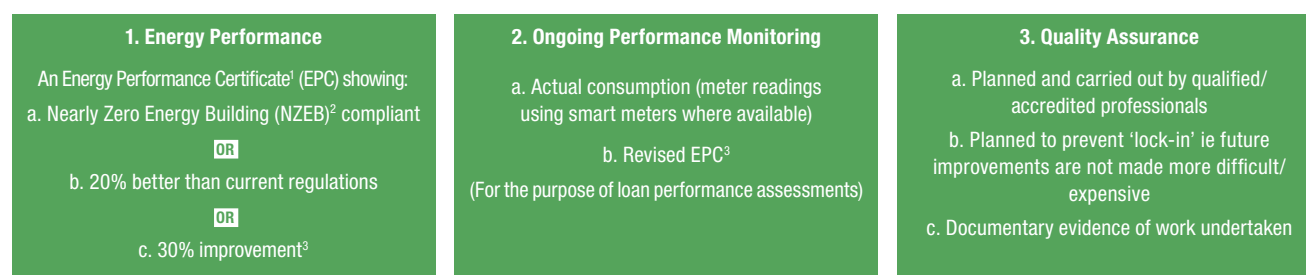 1. Energy Performance
An Energy Performance Certificate¹ (EPC) showing:
a. Nearly Zero Energy Building (NZEB)² compliant
OR
b. 20% better than current regulations
OR
c. 30% improvement³
2. Ongoing Performance Monitoring
a. Actual consumption (meter readings
using smart meters where available)
b. Revised EPC³
(For the purpose of loan performance assessments)
3. Quality Assurance
a. Planned and carried out by qualified/
accredited professionals
b. Planned to prevent ‘lock-in’ ie future
improvements are not made more difficult/
expensive
c. Documentary evidence of work undertaken